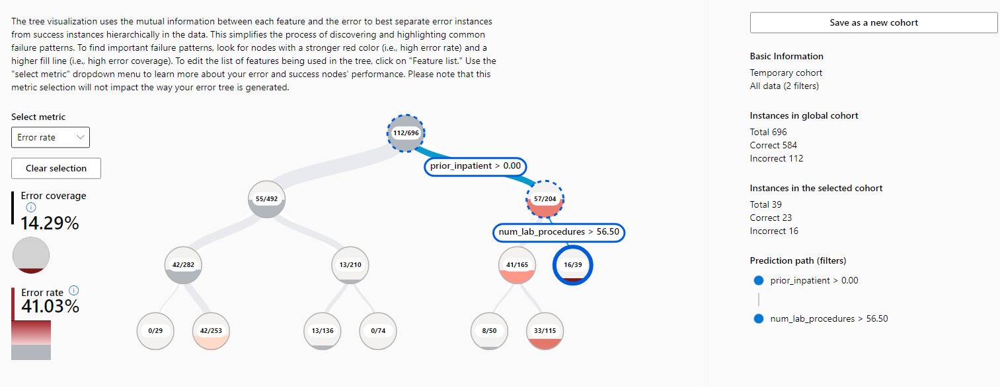 The tree visualization uses the mutual information between each feature and the error to best separate error instances
from success instances hierarchically in the data. This simplifies the process of discovering and highlighting common
failure patterns. To find important failure patterns, look for nodes with a stronger red color (i.e., high error rate) and a
higher fill line (i.e., high error coverage). To edit the list of features being used in the tree, click on "Feature list." Use the
"select metric" dropdown menu to learn more about your error and success nodes' performance. Please note that this
metric selection will not impact the way your error tree is generated.
Select metric
Error rate
Clear selection
Error coverage
14.29%
Error rate
41.03%
112/696
prior_inpatient > 0.00
55/492
57/204
num_lab_procedures > 56.50
42/282
13/210
41/165
16/39
0/29
42/253
13/136
0/74
8/50
33/115
Save as a new cohort
Basic Information
Temporary cohort
All data (2 filters)
Instances in global cohort
Total 696
Correct 584
Incorrect 112
Instances in the selected cohort
Total 39
Correct 23
Incorrect 16
Prediction path (filters)
prior_inpatient > 0.00
num_lab_procedures > 56.50